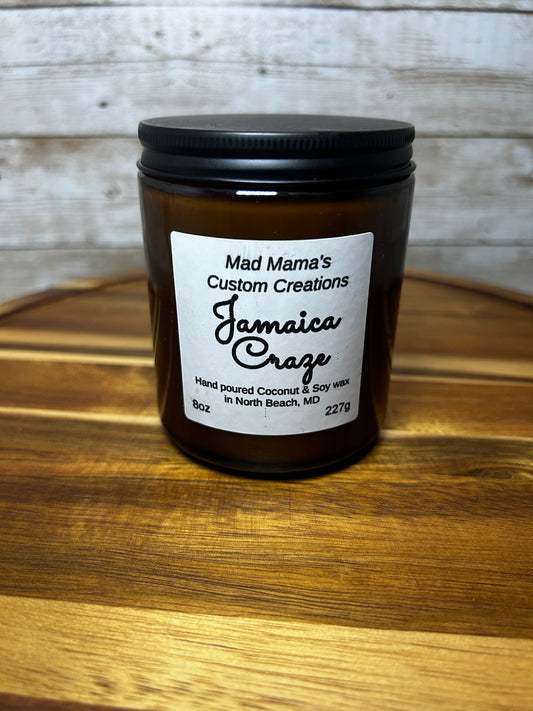 Mad Mama's
Custom Creations
Jamaica
Craze
Hand poured Coconut & Soy wax
in North Beach, MD
8oz 227g